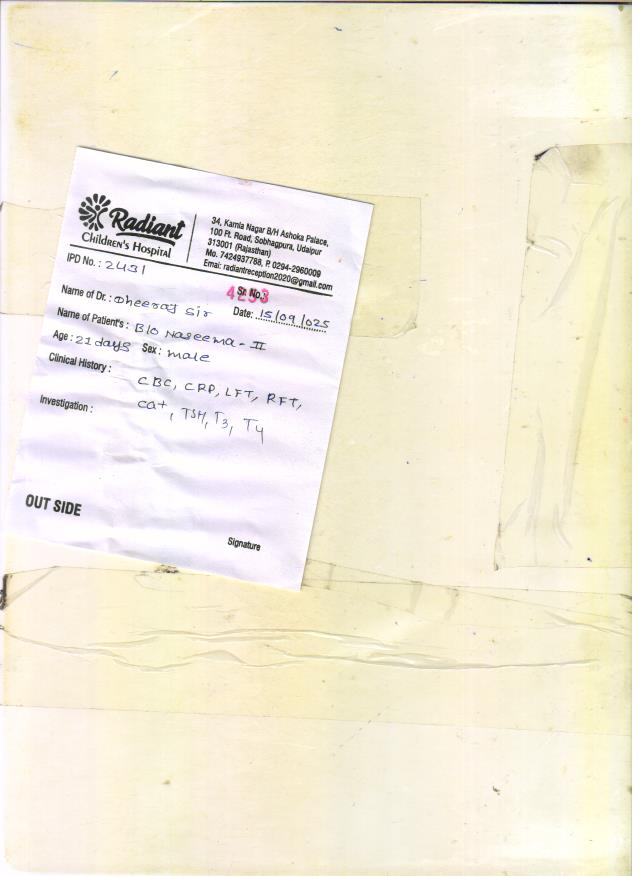 Radiant
Children's Hospital
34, Kamla Nagar B/H Ashoka Palace,
100 Ft. Road, Sobhagpura, Udaipur
313001 (Rajasthan)
Mo. 7424937788, P. 0294-2960009
Emai: radiantreception2020@gmail.com
IPD No.: 2431
Sr. No.
Name of Dr.: Dheeraj Sir Date: 15/09/025
Name of Patient's: B/O Naseema - II
Age: 21 days Sex: male
Clinical History:
CBC, CRP, LFT, RFT,
Investigation: Ca+, TSH, T3, T4
OUT SIDE
Signature